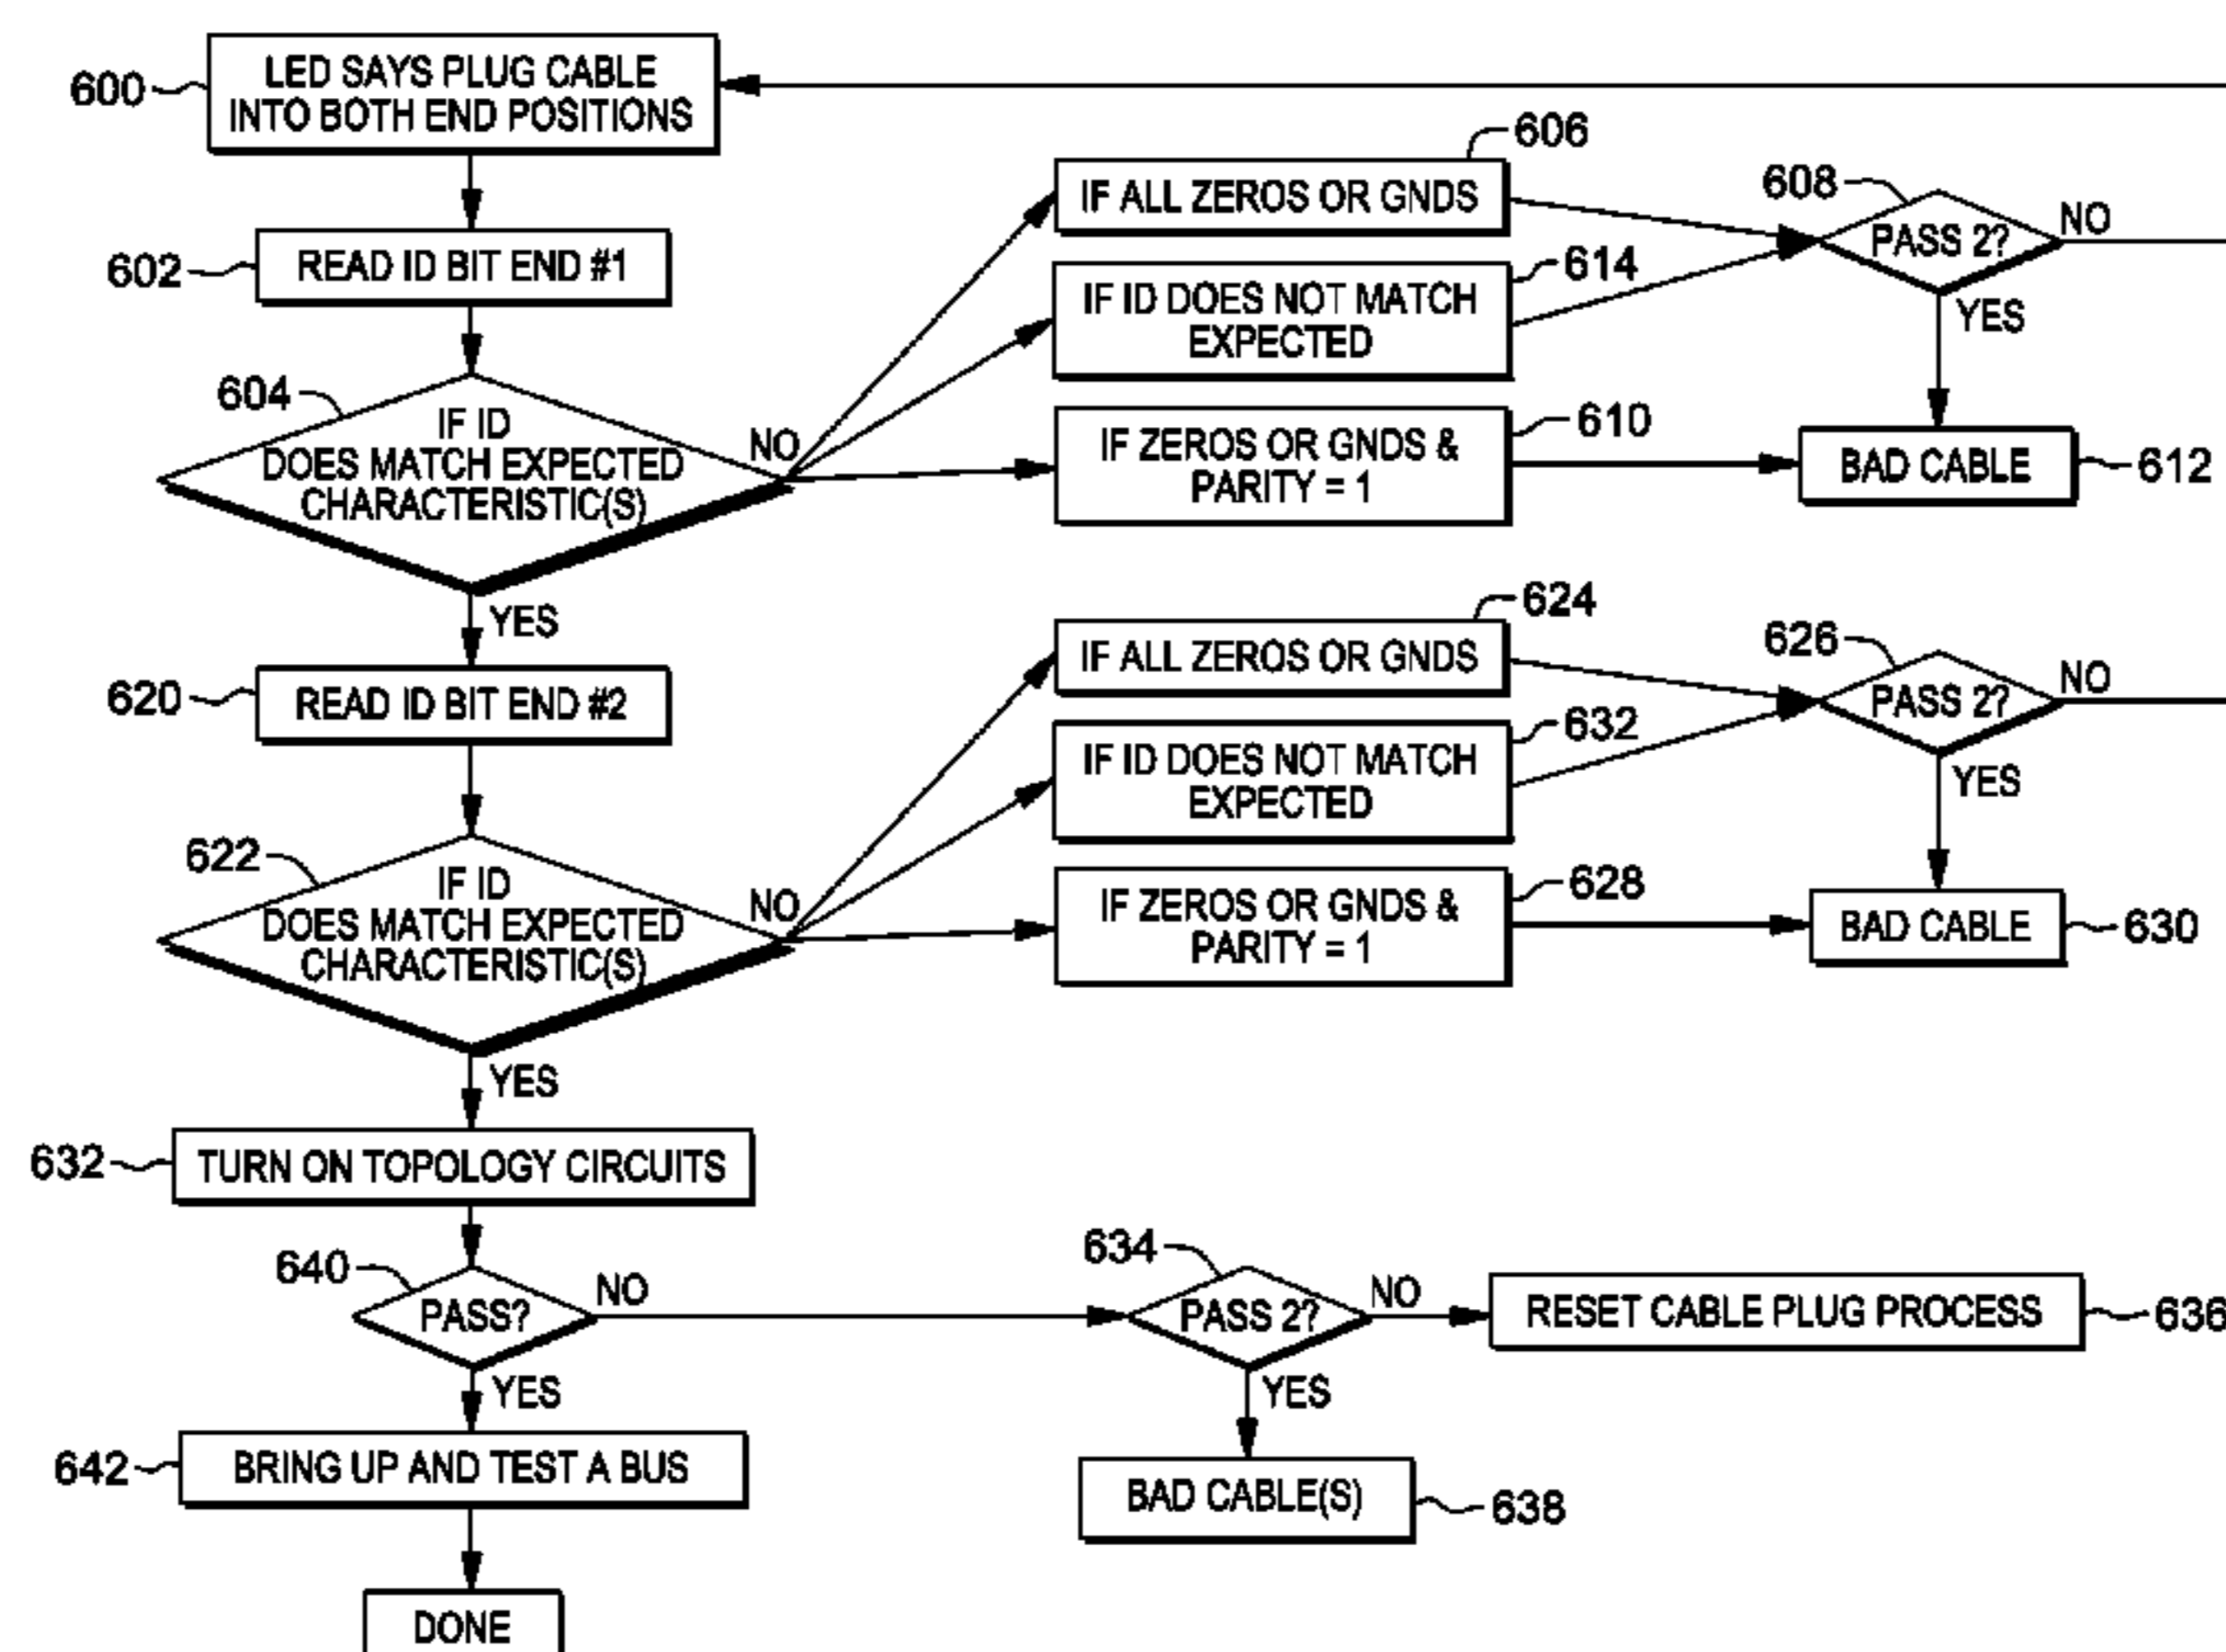 600
LED SAYS PLUG CABLE
INTO BOTH END POSITIONS
602
READ ID BIT END #1
604
IF ID
DOES MATCH EXPECTED
CHARACTERISTIC(S)
NO
YES
606
IF ALL ZEROS OR GNDS
614
IF ID DOES NOT MATCH
EXPECTED
610
IF ZEROS OR GNDS &
PARITY = 1
608
PASS 2?
NO
YES
BAD CABLE
612
620
READ ID BIT END #2
622
IF ID
DOES MATCH EXPECTED
CHARACTERISTIC(S)
NO
YES
624
IF ALL ZEROS OR GNDS
632
IF ID DOES NOT MATCH
EXPECTED
628
IF ZEROS OR GNDS &
PARITY = 1
626
PASS 2?
NO
YES
BAD CABLE
630
632
TURN ON TOPOLOGY CIRCUITS
640
PASS?
NO
YES
634
PASS 2?
NO
YES
RESET CABLE PLUG PROCESS
636
BAD CABLE(S)
638
642
BRING UP AND TEST A BUS
DONE